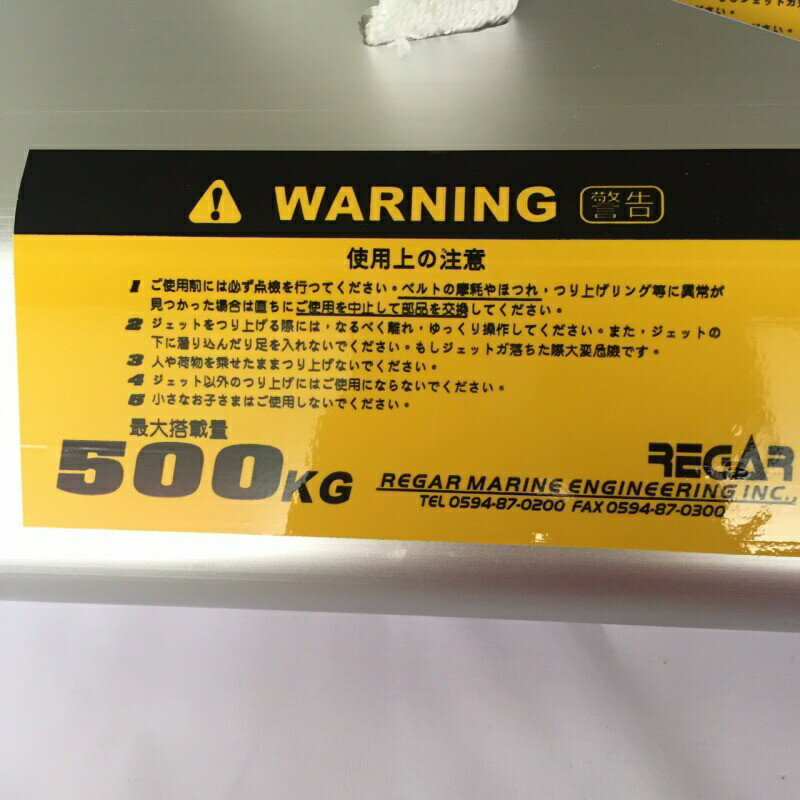 ください。
WARNING 警告
使用上の注意
1 ご使用前には必ず点検を行つてください。ベルトの摩耗やほつれ，つり上げリング等に異常が
見つかった場合は直ちにご使用を中止して部品を交換してください。
2 ジェットをつり上げる際には，なるべく離れ，ゆっくり操作してください。また，ジェットの
下に潜り込んだり足を入れないでください。もしジェットガ落ちた際大変危険です。
3 人や荷物を乗せたままつり上げないでください。
4 ジェット以外のつり上げにはご使用にならないでください。
5 小さなお子さまはご使用しないでください。
最大搭載量
500KG
REGAR
REGAR MARINE ENGINEERING INC.,
TEL 0594-87-0200 FAX 0594-87-0300